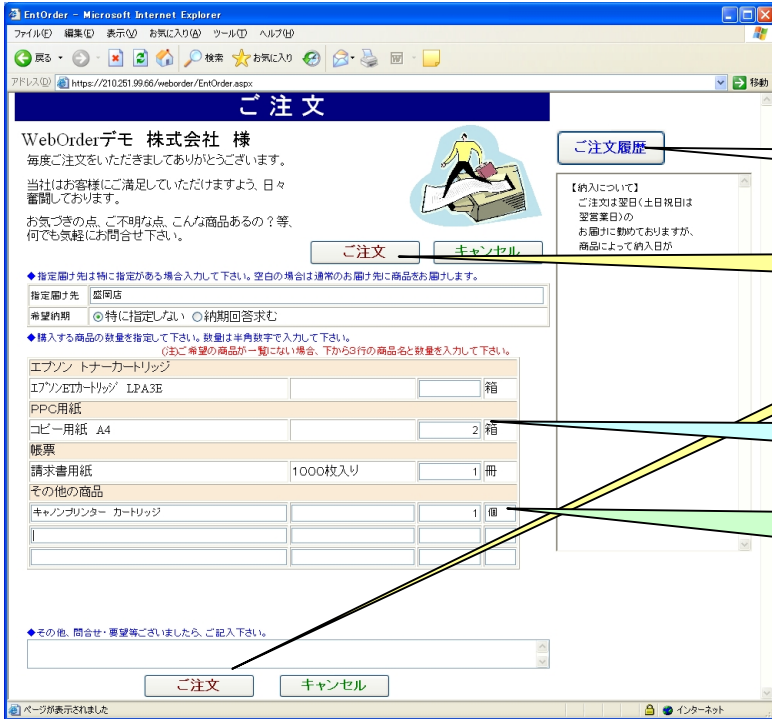 EntOrder - Microsoft Internet Explorer
ファイル(F) 編集(E) 表示(V) お気に入り(A) ツール(T) ヘルプ(H)
戻る 検索 お気に入り
アドレス(D) https://210.251.99.66/weborder/EntOrder.aspx 移動
ご注文
WebOrderデモ 株式会社 様
毎度ご注文をいただきましてありがとうございます。
当社はお客様にご満足していただけますよう、日々
奮闘しております。
お気づきの点、ご不明な点、こんな商品あるの？等、
何でも気軽にお問合せ下さい。
ご注文 キャンセル
ご注文履歴
【納入について】
ご注文は翌日(土日祝日は
翌営業日)の
お届けに勤めておりますが、
商品によって納入日が
◆指定届け先は特に指定がある場合入力して下さい。空白の場合は通常のお届け先に商品をお届けします。
指定届け先 盛岡店
希望納期 特に指定しない 納期回答求む
◆購入する商品の数量を指定して下さい。数量は半角数字で入力して下さい。
(注)ご希望の商品が一覧にない場合、下から3行の商品名と数量を入力して下さい。
エプソン トナーカートリッジ
ｴﾌﾟｿﾝETｶｰﾄﾘｯｼﾞ LPA3E 箱
PPC用紙
コピー用紙 A4 2 箱
帳票
請求書用紙 1000枚入り 1 冊
その他の商品
キャノンプリンター カートリッジ 1 個
◆その他、問合せ・要望等ございましたら、ご記入下さい。
ご注文 キャンセル
ページが表示されました インターネット